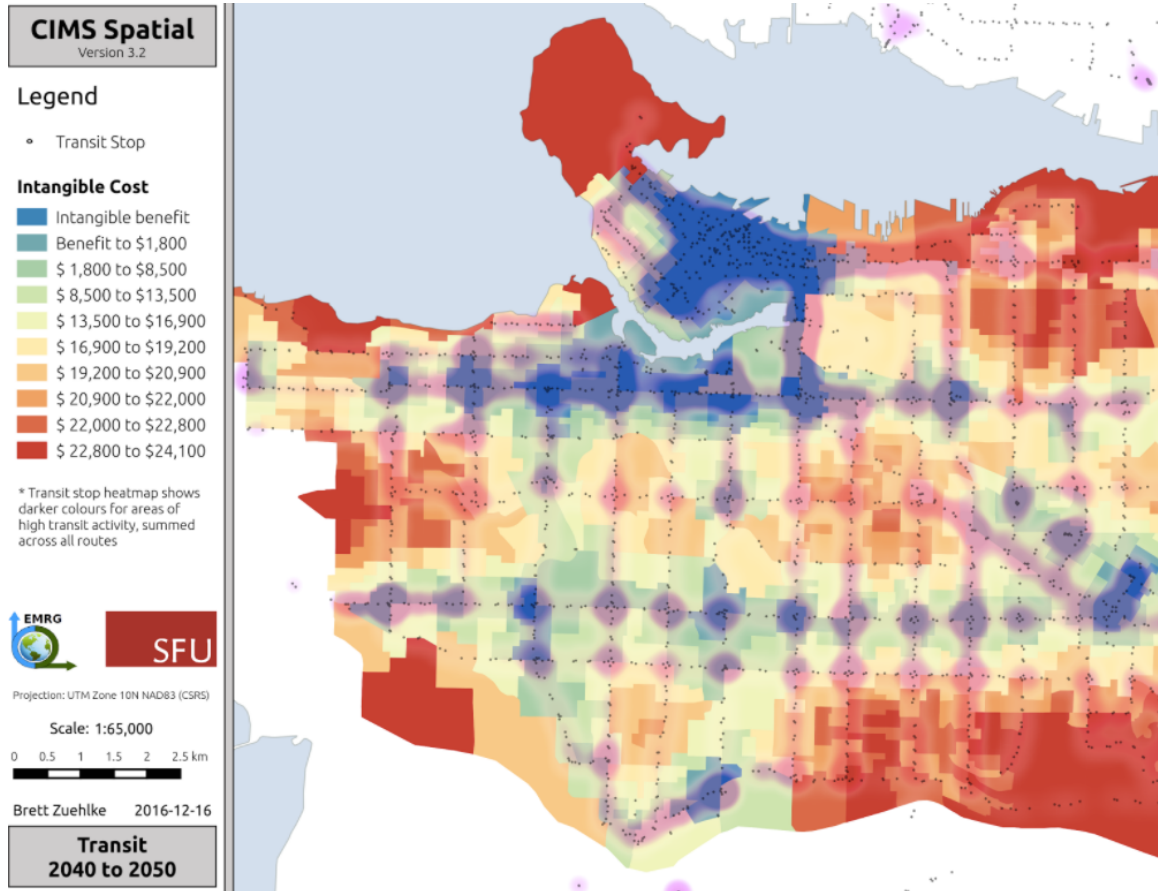 CIMS Spatial
Version 3.2
Legend
Transit Stop
Intangible Cost
Intangible benefit
Benefit to $1,800
$ 1,800 to $8,500
$ 8,500 to $13,500
$ 13,500 to $16,900
$ 16,900 to $19,200
$ 19,200 to $20,900
$ 20,900 to $22,000
$ 22,000 to $22,800
$ 22,800 to $24,100
* Transit stop heatmap shows
darker colours for areas of
high transit activity, summed
across all routes
EMRG
SFU
Projection: UTM Zone 10N NAD83 (CSRS)
Scale: 1:65,000
0 0.5 1 1.5 2 2.5 km
Brett Zuehlke 2016-12-16
Transit
2040 to 2050